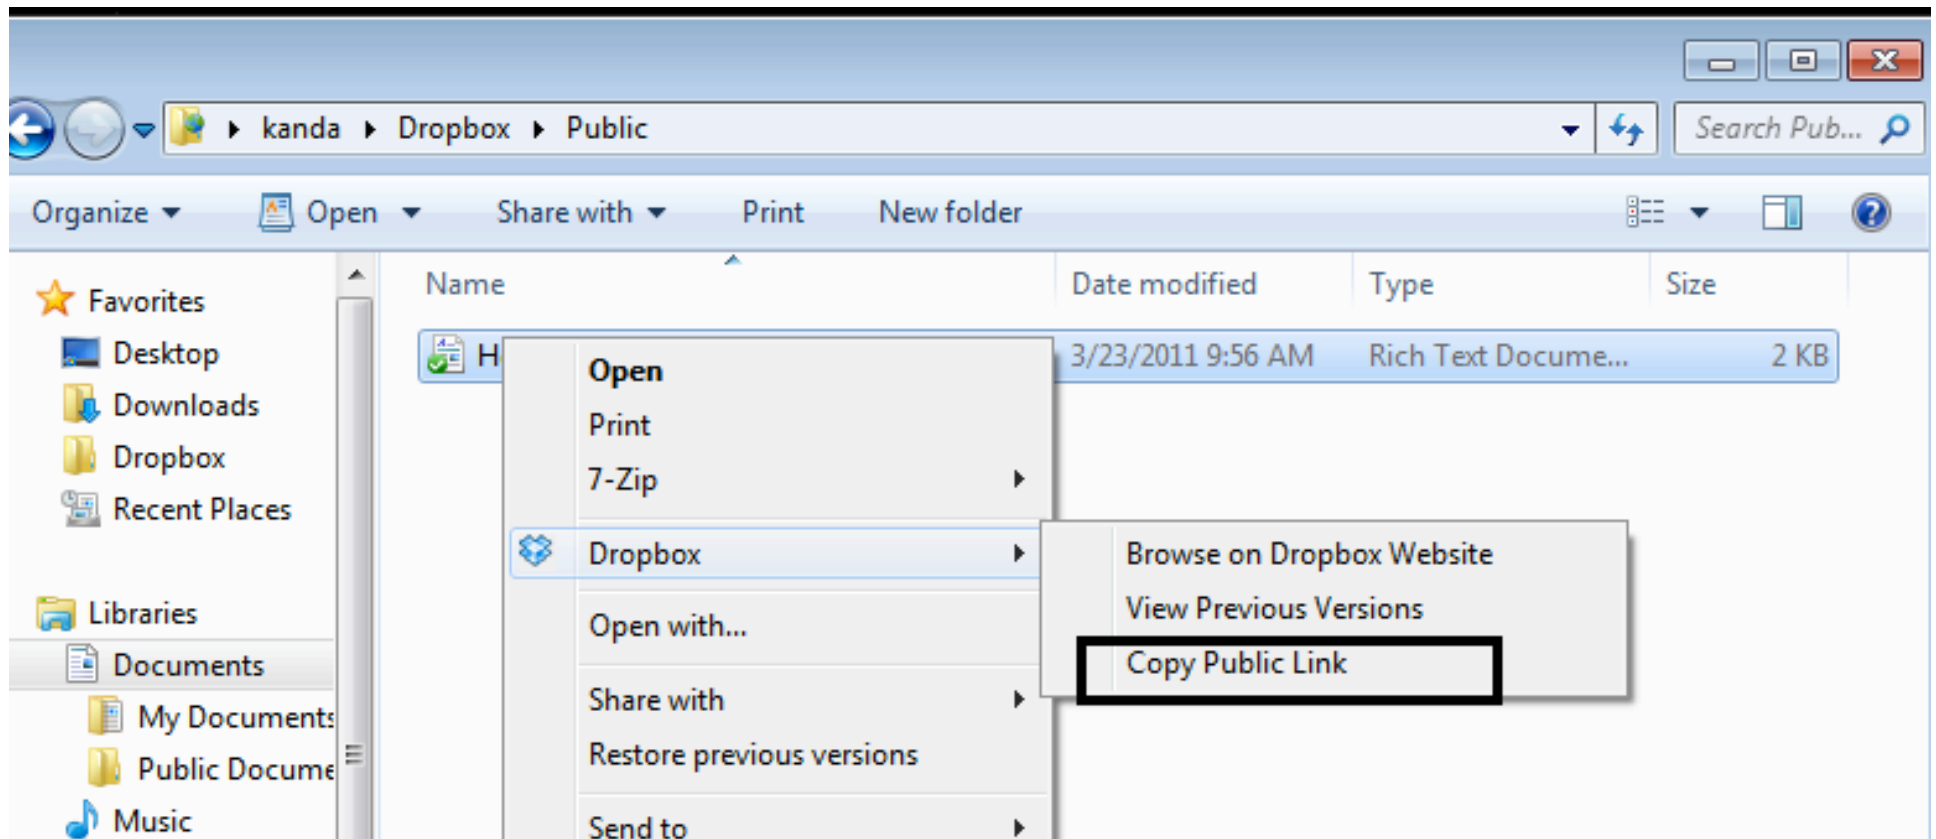 kanda Dropbox Public
Search Pub...
Organize Open Share with Print New folder
Name Date modified Type Size
3/23/2011 9:56 AM Rich Text Docume... 2 KB
Favorites
Desktop
Downloads
Dropbox
Recent Places
Libraries
Documents
My Documents
Public Docume
Music
Open
Print
7-Zip
Dropbox
Open with...
Share with
Restore previous versions
Send to
Browse on Dropbox Website
View Previous Versions
Copy Public Link